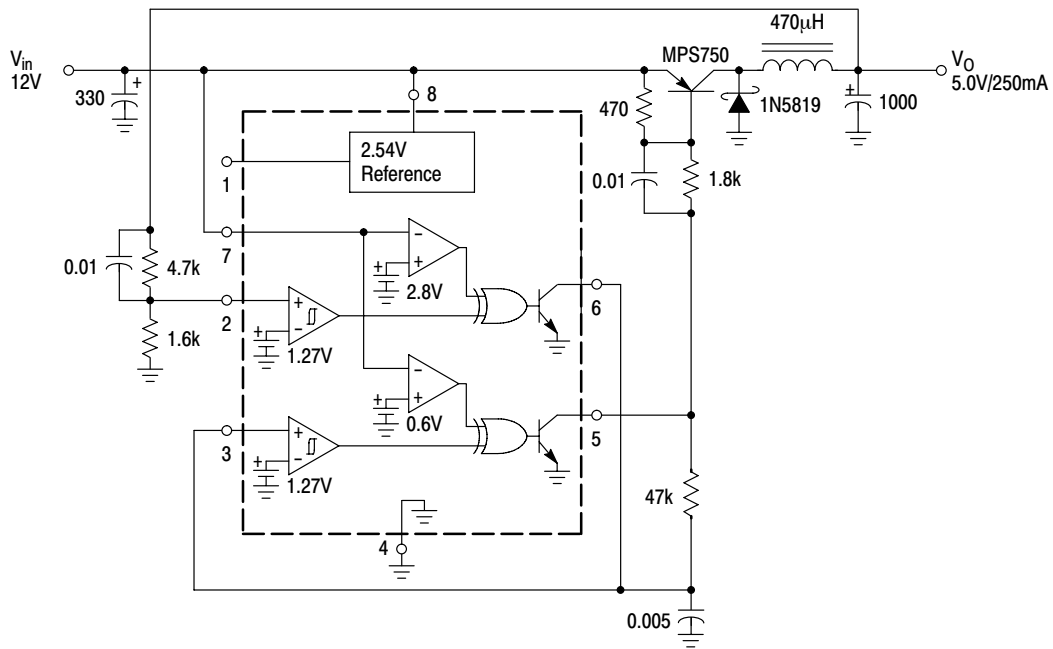 470µH
MPS750
Vin
12V
VO
5.0V/250mA
330
8
470
1N5819
1000
2.54V
Reference
1
0.01
1.8k
7
0.01
4.7k
2.8V
6
2
1.6k
1.27V
0.6V
5
3
1.27V
47k
4
0.005
+
+
+
−
+
+
−
+
−
+
+
−
+
+
−
+